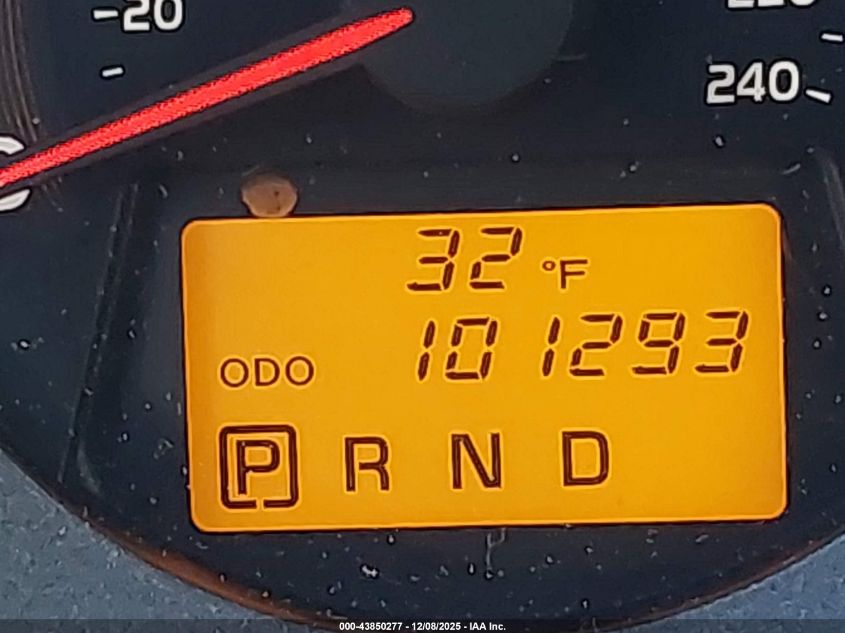 -20
240
32 °F
ODO 101293
P R N D
000-43850277 - 12/08/2025 - IAA Inc.